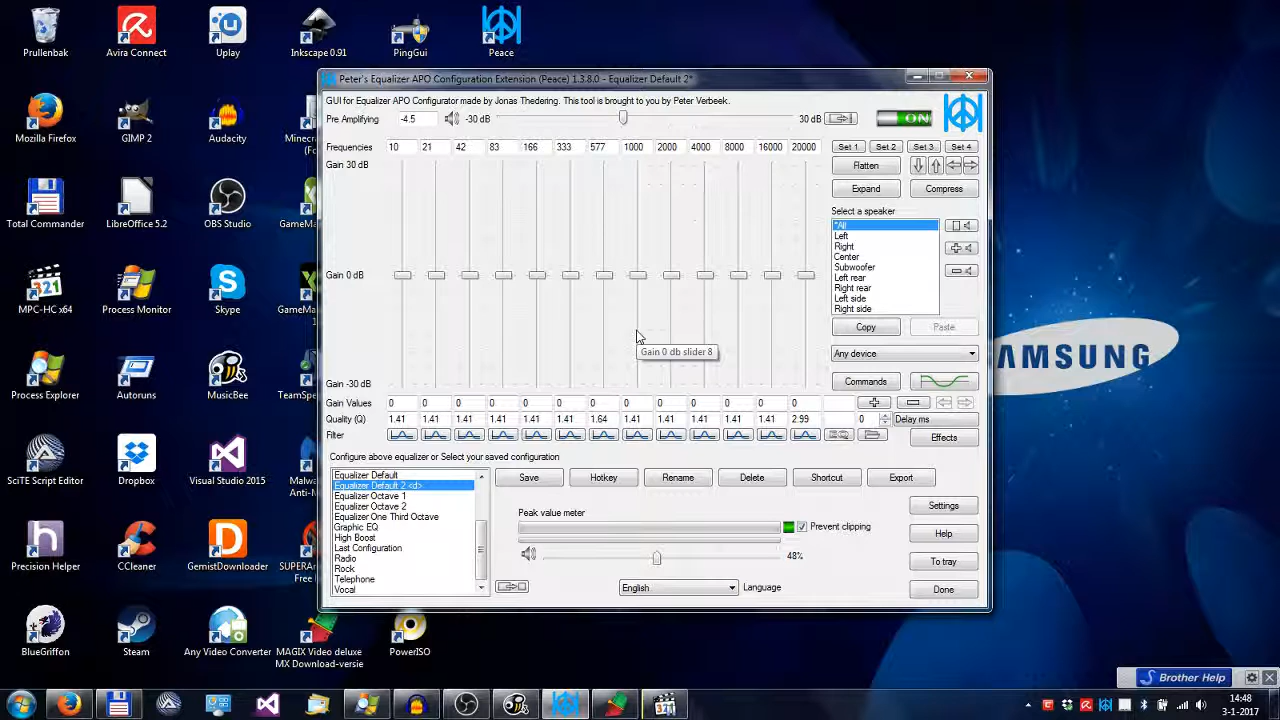 Prullenbak
Avira Connect
Uplay
Inkscape 0.91
PingGui
Peace
Mozilla Firefox
GIMP 2
Audacity
Total Commander
LibreOffice 5.2
OBS Studio
MPC-HC x64
Process Monitor
Skype
Process Explorer
Autoruns
MusicBee
SciTE Script Editor
Dropbox
Visual Studio 2015
Precision Helper
CCleaner
GemistDownloader
BlueGriffon
Steam
Any Video Converter
MAGIX Video deluxe
MX Download-versie
PowerISO
Peter's Equalizer APO Configuration Extension (Peace) 1.3.8.0 - Equalizer Default 2*
GUI for Equalizer APO Configurator made by Jonas Thedering. This tool is brought to you by Peter Verbeek.
Pre Amplifying -4.5 -30 dB 30 dB ON
Frequencies 10 21 42 83 166 333 577 1000 2000 4000 8000 16000 20000
Set 1 Set 2 Set 3 Set 4
Gain 30 dB
Flatten
Expand Compress
Select a speaker
*All
Left
Right
Center
Subwoofer
Left rear
Right rear
Left side
Right side
Gain 0 dB
Copy Paste
Gain 0 db slider 8
Any device
Gain -30 dB
Commands
Gain Values 0 0 0 0 0 0 0 0 0 0 0 0 0
Quality (Q) 1.41 1.41 1.41 1.41 1.41 1.41 1.64 1.41 1.41 1.41 1.41 1.41 2.99 0 Delay ms
Filter
Effects
Configure above equalizer or Select your saved configuration
Equalizer Default
Equalizer Default 2 <d>
Equalizer Octave 1
Equalizer Octave 2
Equalizer One Third Octave
Graphic EQ
High Boost
Last Configuration
Radio
Rock
Telephone
Vocal
Save Hotkey Rename Delete Shortcut Export
Peak value meter
Prevent clipping
48%
English Language
Settings
Help
To tray
Done
AMSUNG
Brother Help
14:48
3-1-2017